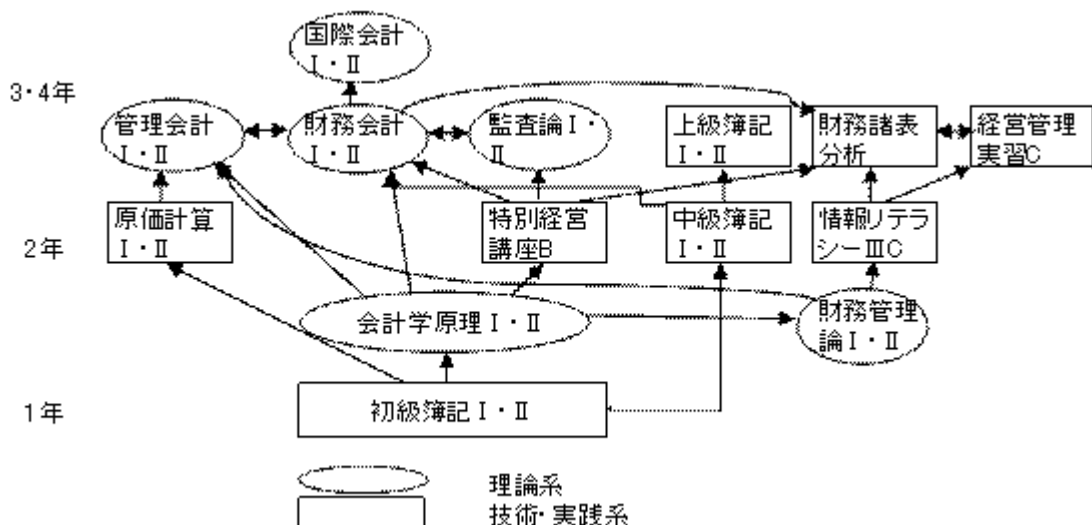 国際会計
Ⅰ・Ⅱ
3・4年
管理会計
Ⅰ・Ⅱ
財務会計
Ⅰ・Ⅱ
監査論Ⅰ・
Ⅱ
上級簿記
Ⅰ・Ⅱ
財務諸表
分析
経営管理
実習C
2年
原価計算
Ⅰ・Ⅱ
特別経営
講座B
中級簿記
Ⅰ・Ⅱ
情報リテラ
シーⅢC
会計学原理Ⅰ・Ⅱ
財務管理
論Ⅰ・Ⅱ
1年
初級簿記Ⅰ・Ⅱ
理論系
技術・実践系